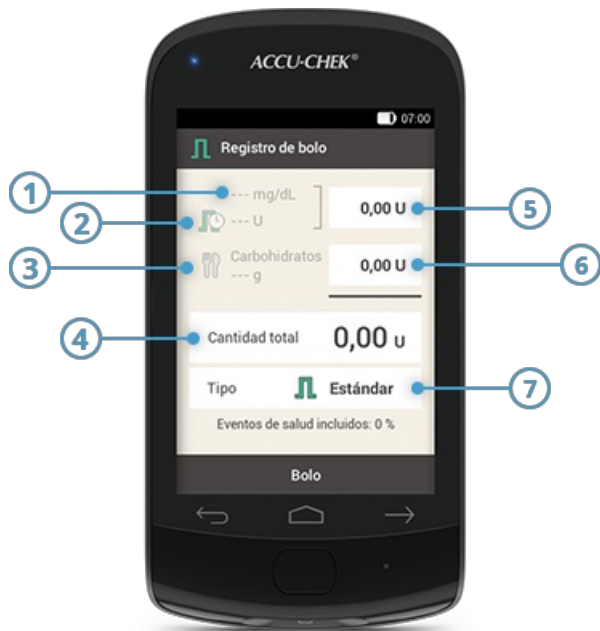 ACCU-CHEK®
07:00
Registro de bolo
1
--- mg/dL
0,00 U
5
2
--- U
3
Carbohidratos
--- g
0,00 U
6
4
Cantidad total
0,00 U
Tipo
Estándar
7
Eventos de salud incluidos: 0 %
Bolo